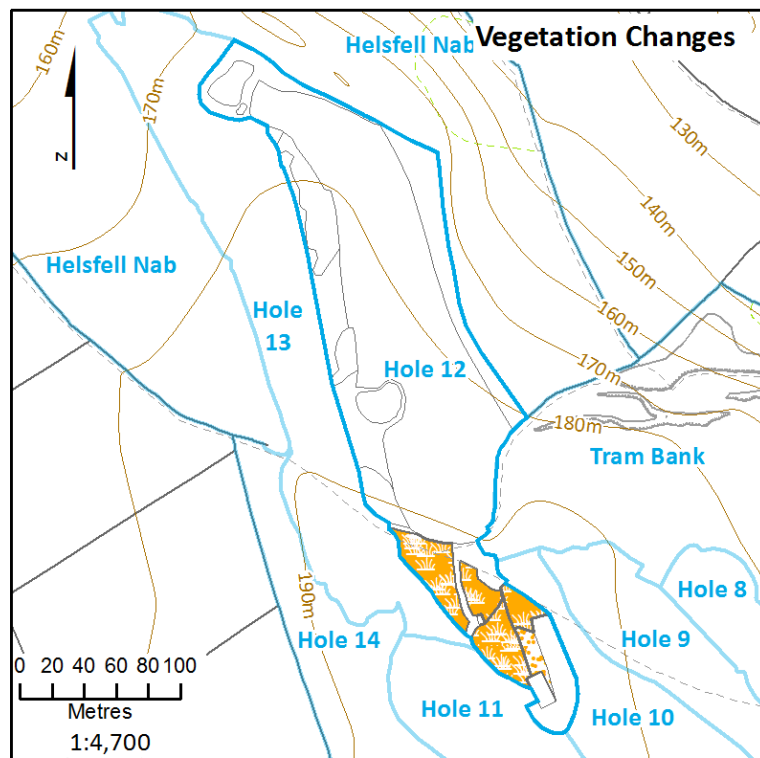 Vegetation Changes
Helsfell Nab
160m
170m
130m
z
140m
Helsfell Nab
150m
Hole
13
160m
Hole 12
170m
180m
Tram Bank
190m
Hole 8
Hole 14
Hole 9
0 20 40 60 80 100
Metres
1:4,700
Hole 11
Hole 10